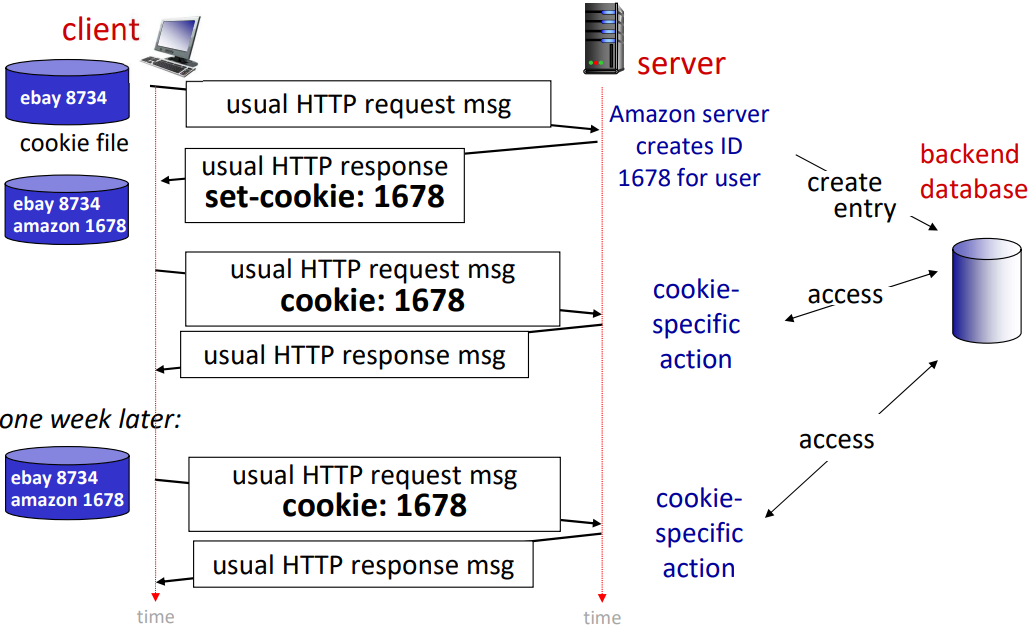 client
server
ebay 8734
cookie file
usual HTTP request msg
Amazon server
creates ID
1678 for user
usual HTTP response
set-cookie: 1678
ebay 8734
amazon 1678
create
entry
backend
database
usual HTTP request msg
cookie: 1678
cookie-
specific
action
access
usual HTTP response msg
one week later:
ebay 8734
amazon 1678
usual HTTP request msg
cookie: 1678
cookie-
specific
action
access
usual HTTP response msg
time
time